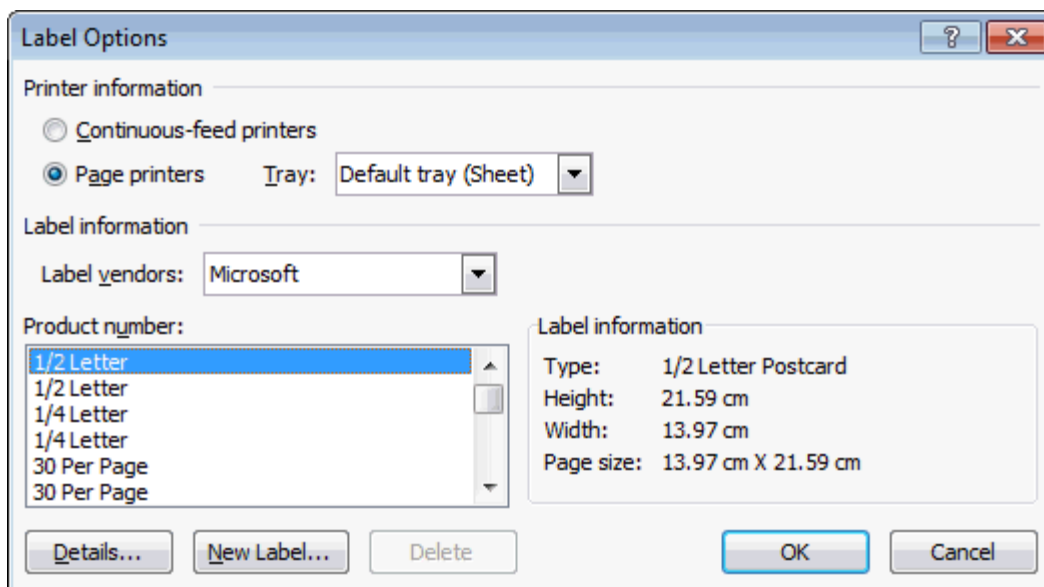 Label Options
Printer information
Continuous-feed printers
Page printers Tray: Default tray (Sheet)
Label information
Label vendors: Microsoft
Product number:
1/2 Letter
1/2 Letter
1/4 Letter
1/4 Letter
30 Per Page
30 Per Page
Label information
Type: 1/2 Letter Postcard
Height: 21.59 cm
Width: 13.97 cm
Page size: 13.97 cm X 21.59 cm
Details... New Label... Delete OK Cancel